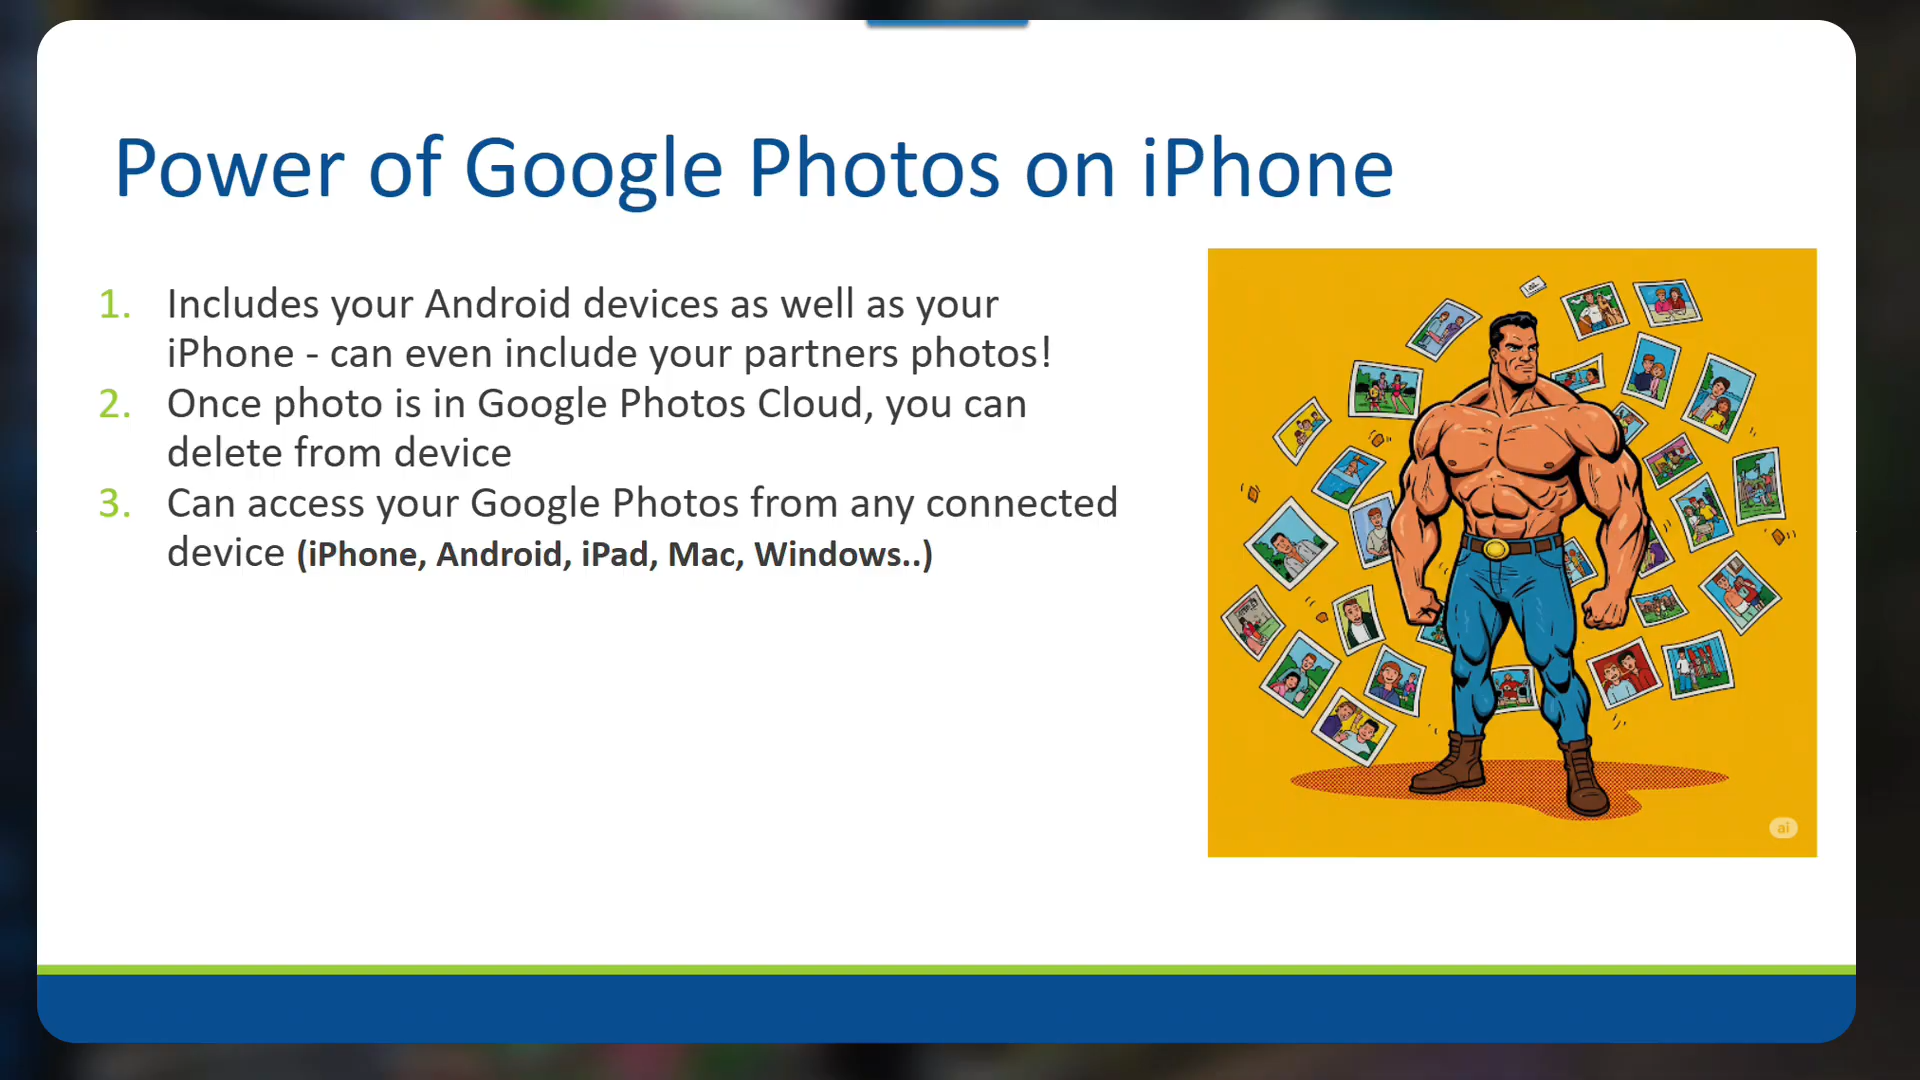 Power of Google Photos on iPhone
1. Includes your Android devices as well as your
iPhone - can even include your partners photos!
2. Once photo is in Google Photos Cloud, you can
delete from device
3. Can access your Google Photos from any connected
device (iPhone, Android, iPad, Mac, Windows..)
ai